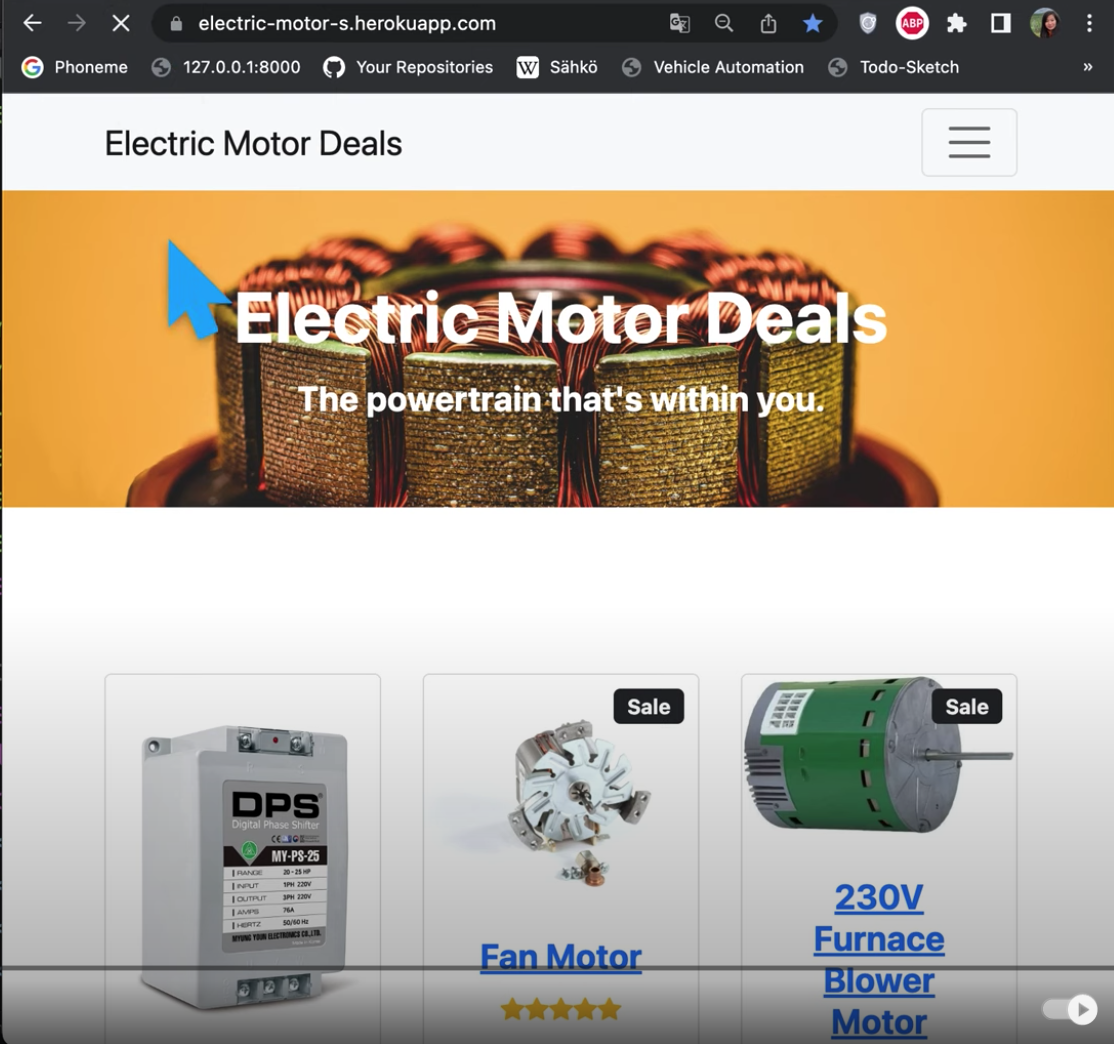 electric-motor-s.herokuapp.com
ABP
Phoneme
127.0.0.1:8000
Your Repositories
Sähkö
Vehicle Automation
Todo-Sketch
»
Electric Motor Deals
Electric Motor Deals
The powertrain that's within you.
Sale
Sale
DPS
Digital Phase Shifter
MY-PS-25
RANGE 20-25 HP
INPUT 1PH 220V
OUTPUT 3PH 220V
AMPS 76A
HERTZ 50/60 Hz
MYUNG YOUN ELECTRONICS CO.,LTD.
Fan Motor
230V
Furnace
Blower
Motor